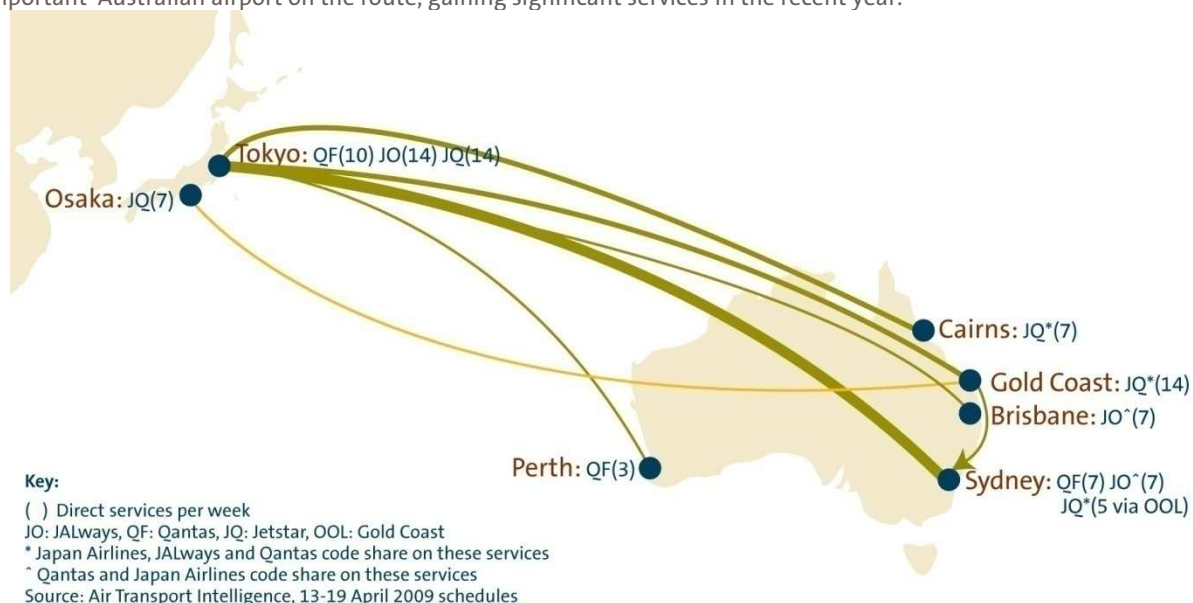 important Australian airport on the route, gaining significant services in the recent year.
Tokyo: QF(10) JO(14) JQ(14)
Osaka: JQ(7)
Cairns: JQ*(7)
Gold Coast: JQ*(14)
Brisbane: JOˆ(7)
Perth: QF(3)
Sydney: QF(7) JOˆ(7)
JQ*(5 via OOL)
Key:
( ) Direct services per week
JO: JALways, QF: Qantas, JQ: Jetstar, OOL: Gold Coast
* Japan Airlines, JALways and Qantas code share on these services
ˆ Qantas and Japan Airlines code share on these services
Source: Air Transport Intelligence, 13-19 April 2009 schedules